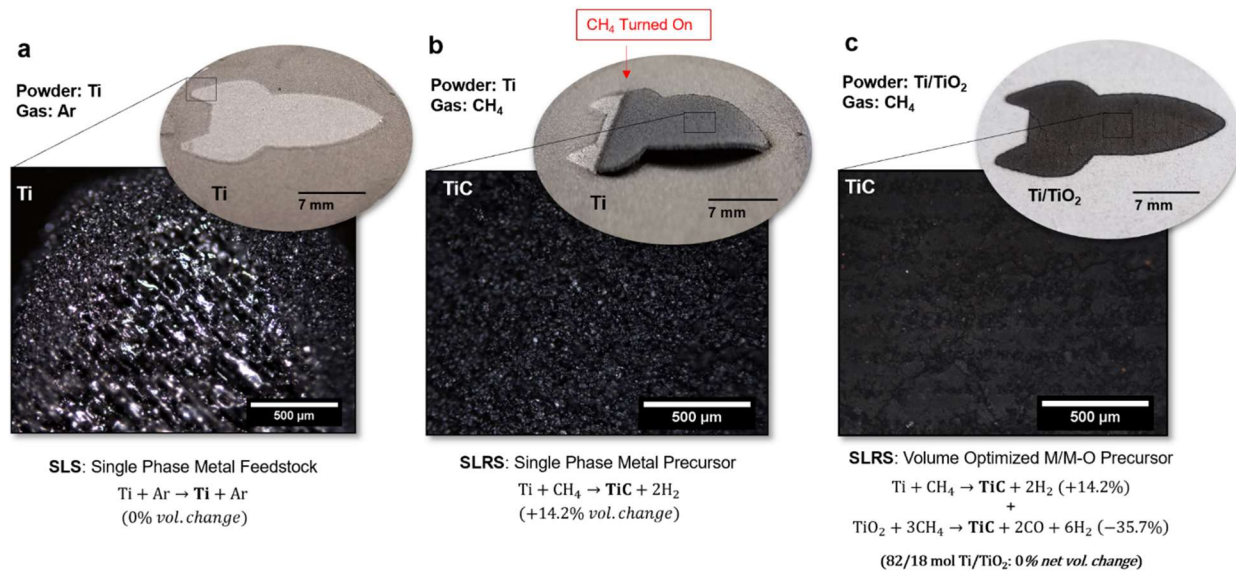 CH₄ Turned On
a
Powder: Ti
Gas: Ar
Ti
7 mm
Ti
500 µm
SLS: Single Phase Metal Feedstock
Ti + Ar → Ti + Ar
(0% vol. change)
b
Powder: Ti
Gas: CH₄
Ti
7 mm
TiC
500 µm
SLRS: Single Phase Metal Precursor
Ti + CH₄ → TiC + 2H₂
(+14.2% vol. change)
c
Powder: Ti/TiO₂
Gas: CH₄
Ti/TiO₂
7 mm
TiC
500 µm
SLRS: Volume Optimized M/M-O Precursor
Ti + CH₄ → TiC + 2H₂ (+14.2%)
+
TiO₂ + 3CH₄ → TiC + 2CO + 6H₂ (−35.7%)
(82/18 mol Ti/TiO₂: 0% net vol. change)